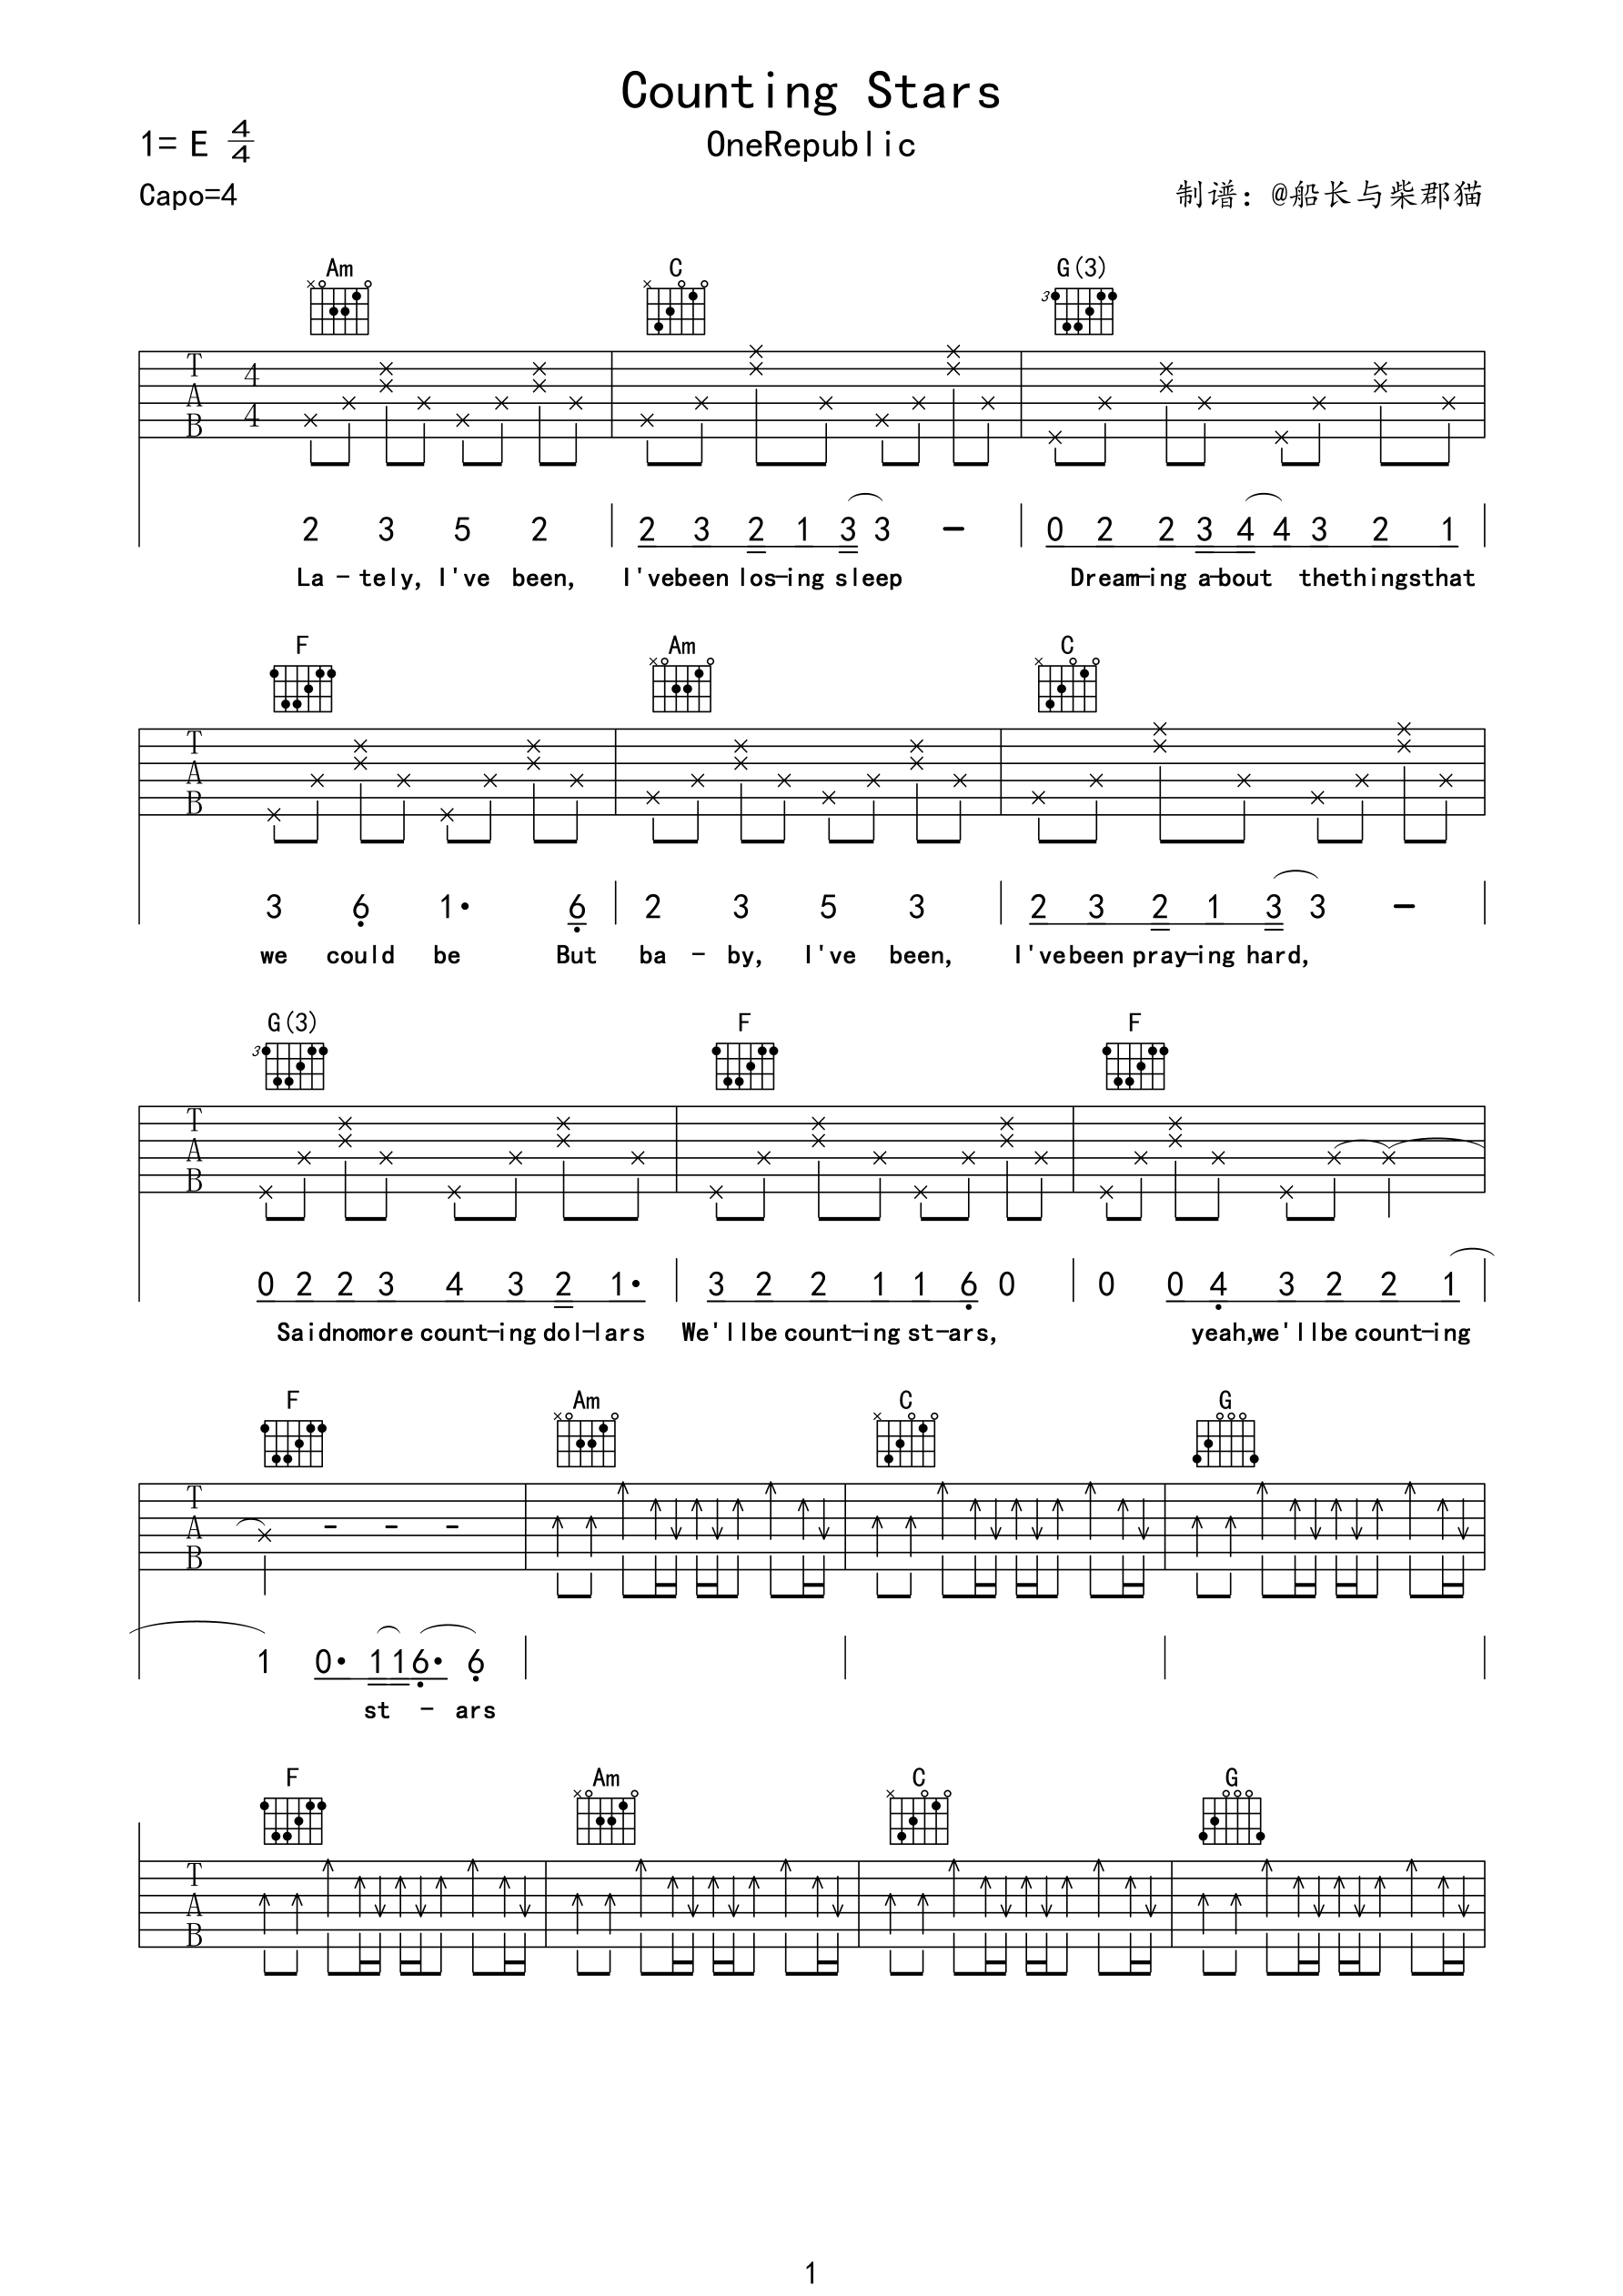 Counting Stars
1= E 4/4
OneRepublic
Capo=4
制谱：@船长与柴郡猫
Am C G(3)
3
T A B 4 4
2 3 5 2 2 3 2 1 3 3 - 0 2 2 3 4 4 3 2 1
La - tely, I've been, I'vebeen los-ing sleep Dream-ing a-bout thethingsthat
F Am C
T A B
3 6 1· 6 2 3 5 3 2 3 2 1 3 3 -
we could be But ba - by, I've been, I'vebeen pray-ing hard,
G(3) F F
3
T A B
0 2 2 3 4 3 2 1· 3 2 2 1 1 6 0 0 0 4 3 2 2 1
Saidnomore count-ing dol-lars We'llbe count-ing st-ars, yeah,we'llbe count-ing
F Am C G
T A B - - -
1 0· 1 1 6· 6
st - ars
F Am C G
T A B
1